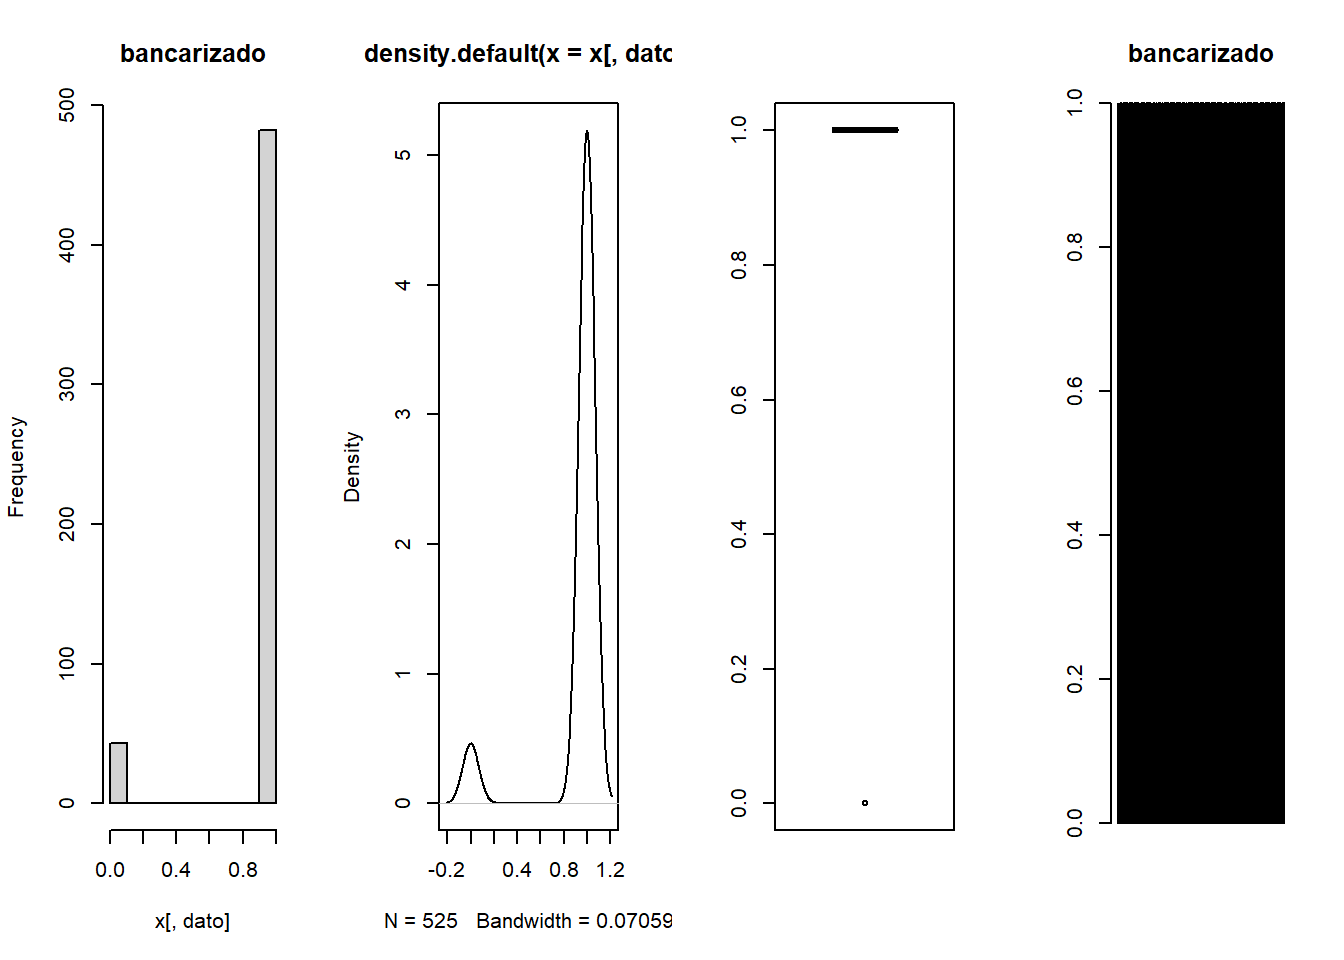 bancarizado
Frequency
500
400
300
200
100
0
0.0 0.4 0.8
x[, dato]
density.default(x = x[, dato
Density
5
4
3
2
1
0
-0.2 0.4 0.8 1.2
N = 525 Bandwidth = 0.07059
1.0
0.8
0.6
0.4
0.2
0.0
bancarizado
1.0
0.8
0.6
0.4
0.2
0.0